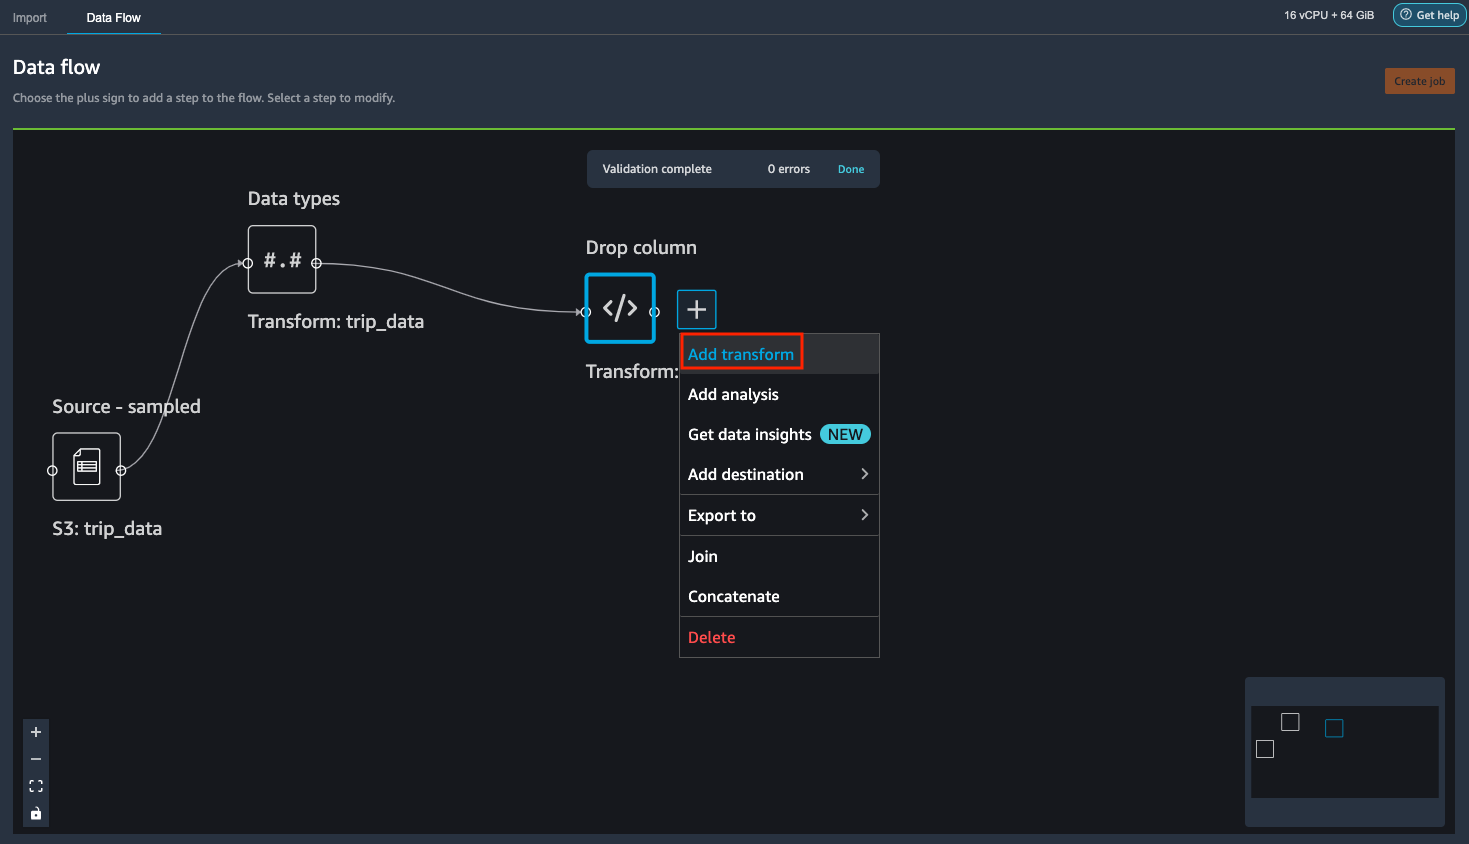 Import
Data Flow
16 vCPU + 64 GiB
Get help
Data flow
Choose the plus sign to add a step to the flow. Select a step to modify.
Create job
Validation complete
0 errors
Done
Data types
#.#
Transform: trip_data
Drop column
</>
Transform:
Source - sampled
S3: trip_data
Add transform
Add analysis
Get data insights NEW
Add destination
Export to
Join
Concatenate
Delete